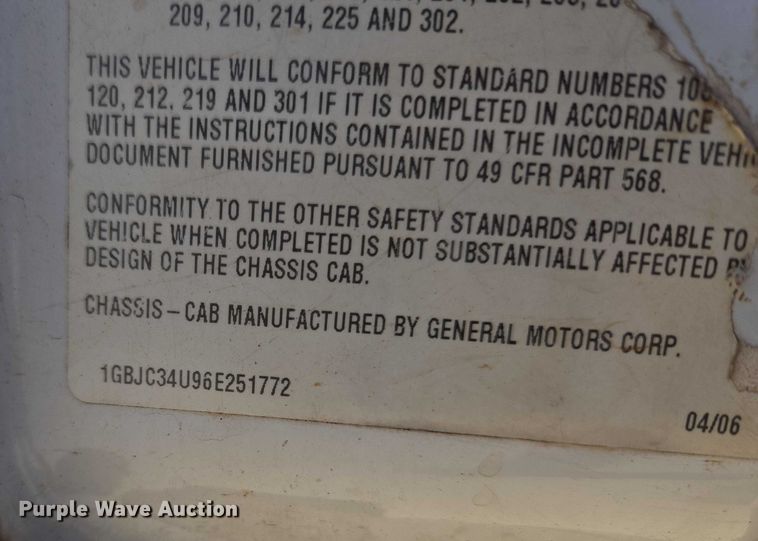 209, 210, 214, 225 AND 302.
THIS VEHICLE WILL CONFORM TO STANDARD NUMBERS
120, 212, 219 AND 301 IF IT IS COMPLETED IN ACCORDANCE
WITH THE INSTRUCTIONS CONTAINED IN THE INCOMPLETE
DOCUMENT FURNISHED PURSUANT TO 49 CFR PART 568.
CONFORMITY TO THE OTHER SAFETY STANDARDS APPLICABLE TO
VEHICLE WHEN COMPLETED IS NOT SUBSTANTIALLY AFFECTED
DESIGN OF THE CHASSIS CAB.
CHASSIS – CAB MANUFACTURED BY GENERAL MOTORS CORP.
1GBJC34U96E251772
04/06
Purple Wave Auction